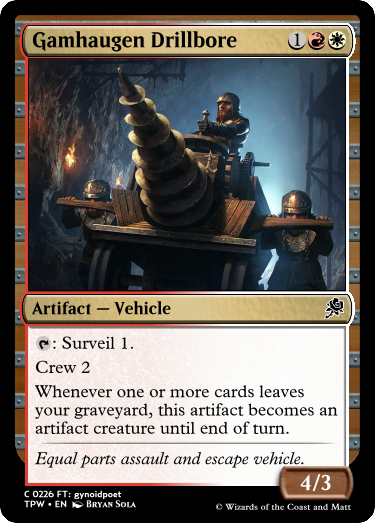 Gamhaugen Drillbore 1
Artifact — Vehicle
: Surveil 1.
Crew 2
Whenever one or more cards leaves
your graveyard, this artifact becomes an
artifact creature until end of turn.
Equal parts assault and escape vehicle.
4/3
C 0226 FT: gynoidpoet
TPW • EN Bryan Sola
© Wizards of the Coast and Matt